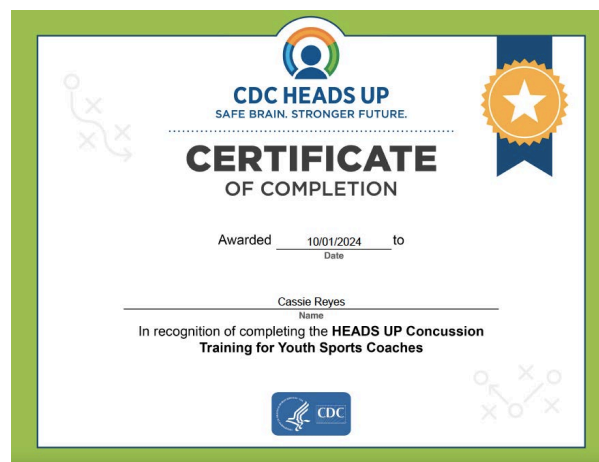 CDC HEADS UP
SAFE BRAIN. STRONGER FUTURE.
CERTIFICATE
OF COMPLETION
Awarded 10/01/2024 to
Date
Cassie Reyes
Name
In recognition of completing the HEADS UP Concussion
Training for Youth Sports Coaches
CDC